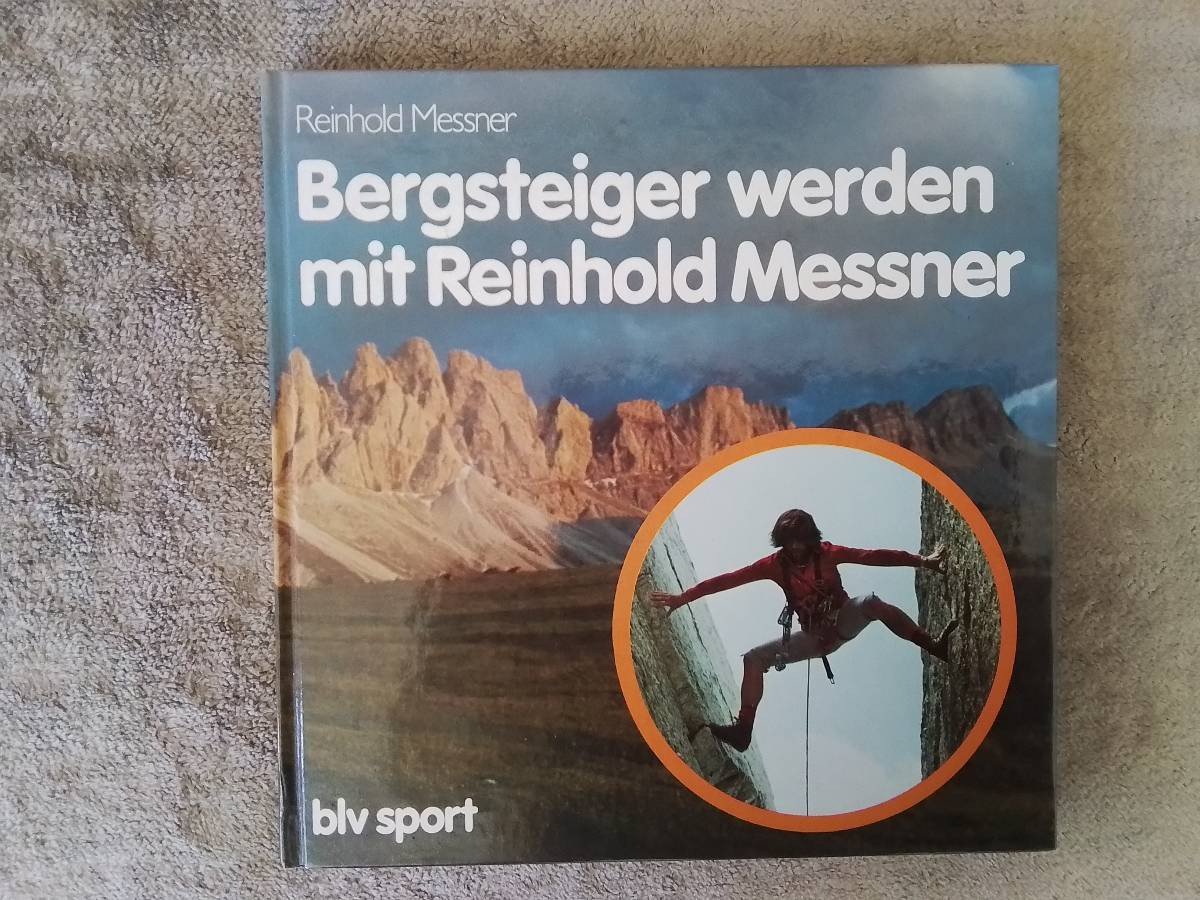 Reinhold Messner
Bergsteiger werden
mit Reinhold Messner
blv sport